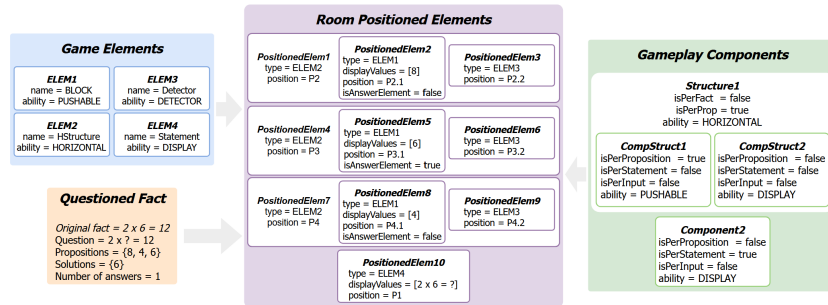 Game Elements
ELEM1
name = BLOCK
ability = PUSHABLE
ELEM3
name = Detector
ability = DETECTOR
ELEM2
name = HStructure
ability = HORIZONTAL
ELEM4
name = Statement
ability = DISPLAY
Questioned Fact
Original fact = 2 x 6 = 12
Question = 2 x ? = 12
Propositions = {8, 4, 6}
Solutions = {6}
Number of answers = 1
Room Positioned Elements
PositionedElem1
type = ELEM2
position = P2
PositionedElem2
type = ELEM1
displayValues = [8]
position = P2.1
isAnswerElement = false
PositionedElem3
type = ELEM3
position = P2.2
PositionedElem4
type = ELEM2
position = P3
PositionedElem5
type = ELEM1
displayValues = [6]
position = P3.1
isAnswerElement = true
PositionedElem6
type = ELEM3
position = P3.2
PositionedElem7
type = ELEM2
position = P4
PositionedElem8
type = ELEM1
displayValues = [4]
position = P4.1
isAnswerElement = false
PositionedElem9
type = ELEM3
position = P4.2
PositionedElem10
type = ELEM4
displayValues = [2 x 6 = ?]
position = P1
Gameplay Components
Structure1
isPerFact = false
isPerProp = true
ability = HORIZONTAL
CompStruct1
isPerProposition = true
isPerStatement = false
isPerInput = false
ability = PUSHABLE
CompStruct2
isPerProposition = false
isPerStatement = false
isPerInput = false
ability = DISPLAY
Component2
isPerProposition = false
isPerStatement = true
isPerInput = false
ability = DISPLAY